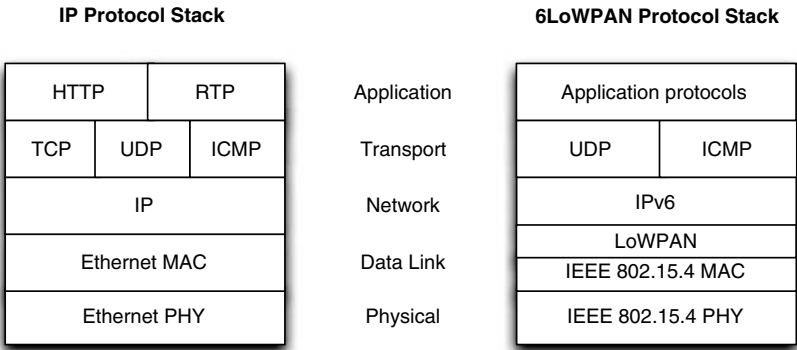 IP Protocol Stack 6LoWPAN Protocol Stack
HTTP RTP Application Application protocols
TCP UDP ICMP Transport UDP ICMP
IP Network IPv6
LoWPAN
Ethernet MAC Data Link
IEEE 802.15.4 MAC
Ethernet PHY Physical IEEE 802.15.4 PHY